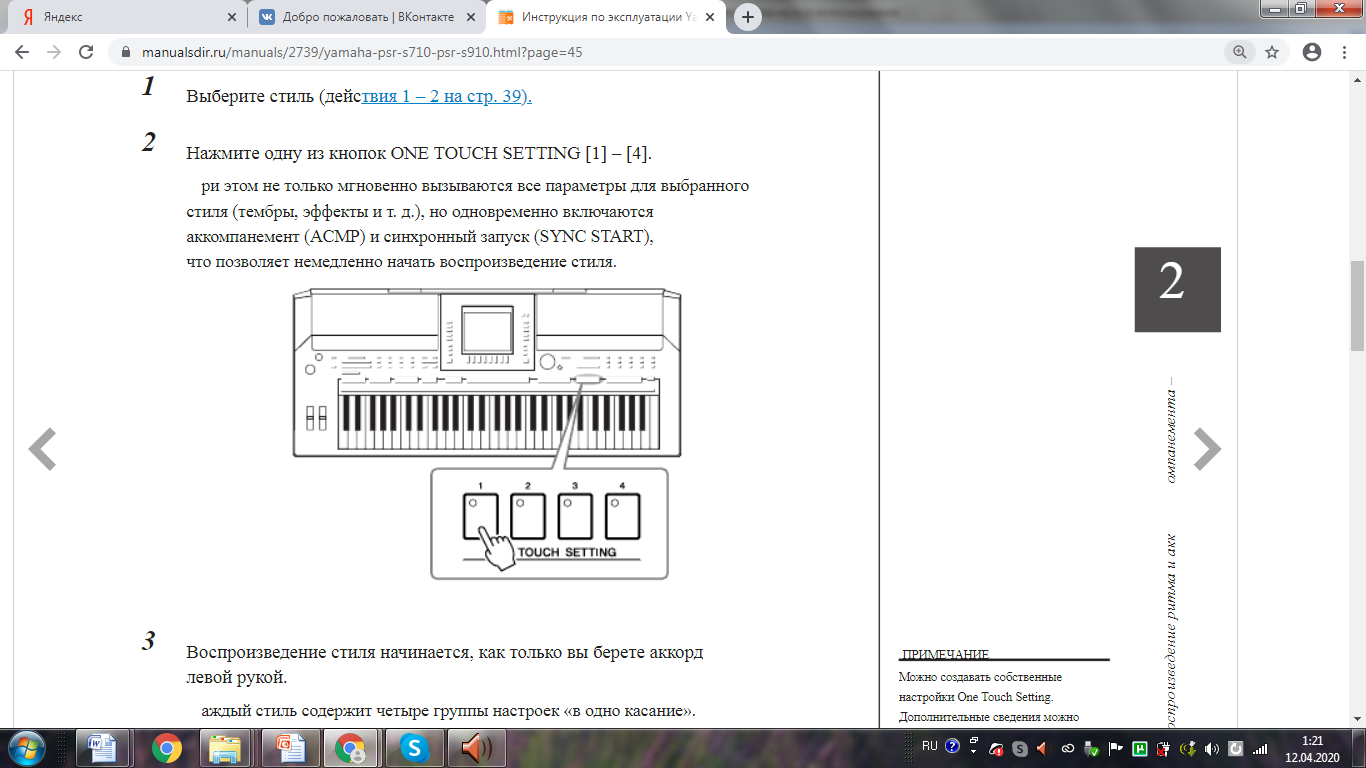 Яндекс
Добро пожаловать | ВКонтакте
Инструкция по эксплуатации Ya
manualsdir.ru/manuals/2739/yamaha-psr-s710-psr-s910.html?page=45
1
Выберите стиль (действия 1 – 2 на стр. 39).
2
Нажмите одну из кнопок ONE TOUCH SETTING [1] – [4].
ри этом не только мгновенно вызываются все параметры для выбранного
стиля (тембры, эффекты и т. д.), но одновременно включаются
аккомпанемент (ACMP) и синхронный запуск (SYNC START),
что позволяет немедленно начать воспроизведение стиля.
1 2 3 4
TOUCH SETTING
3
Воспроизведение стиля начинается, как только вы берете аккорд
левой рукой.
аждый стиль содержит четыре группы настроек «в одно касание».
2
омпанемента –
оспроизведение ритма и акк
ПРИМЕЧАНИЕ
Можно создавать собственные
настройки One Touch Setting.
Дополнительные сведения можно
RU
1:21
12.04.2020